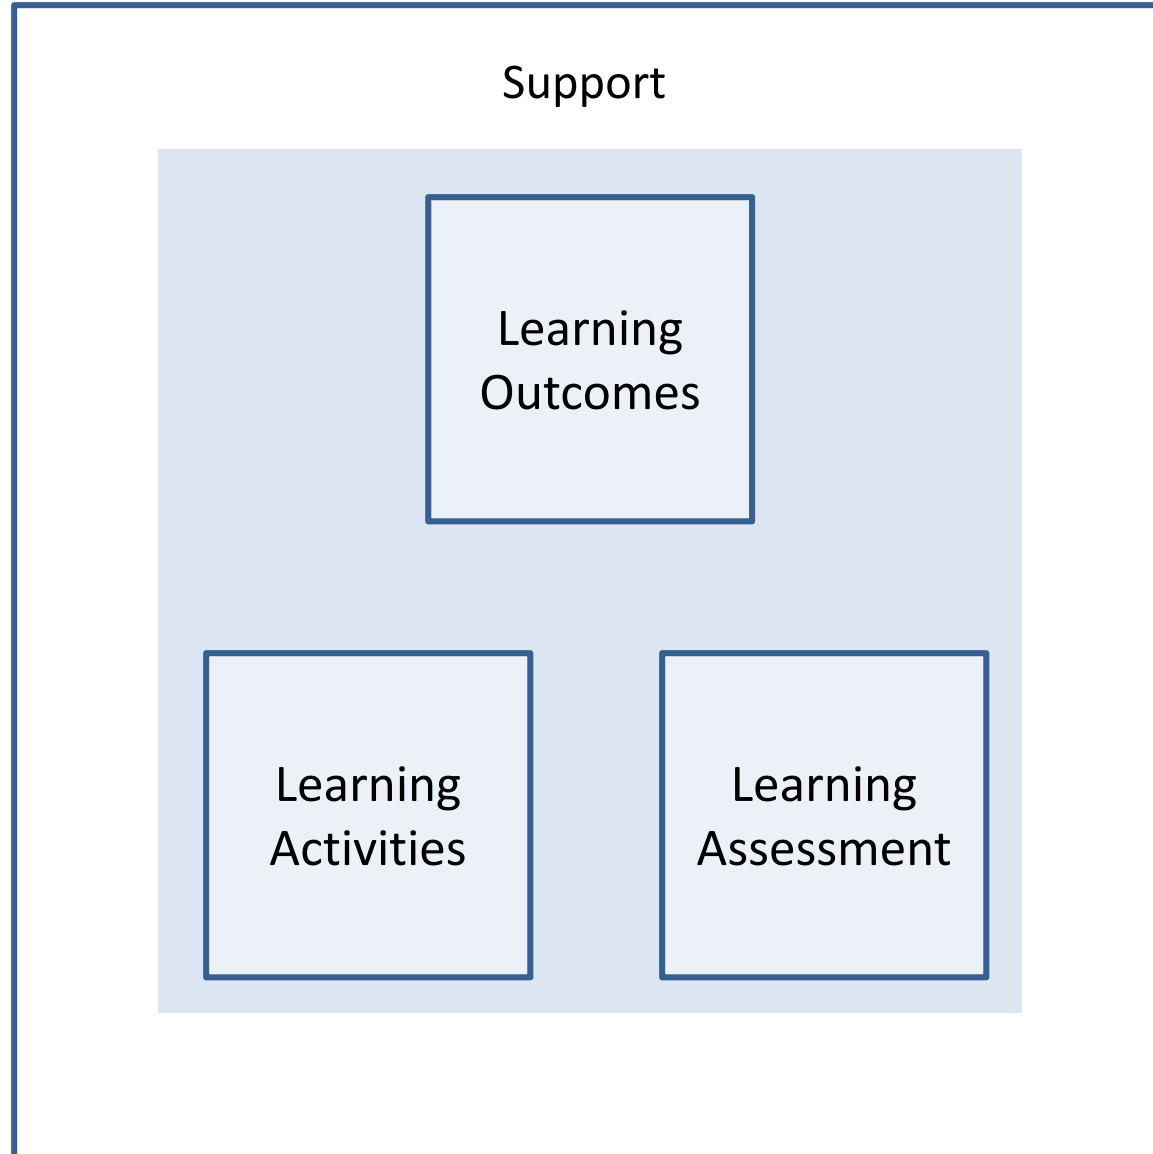 Support
Learning
Outcomes
Learning
Activities
Learning
Assessment